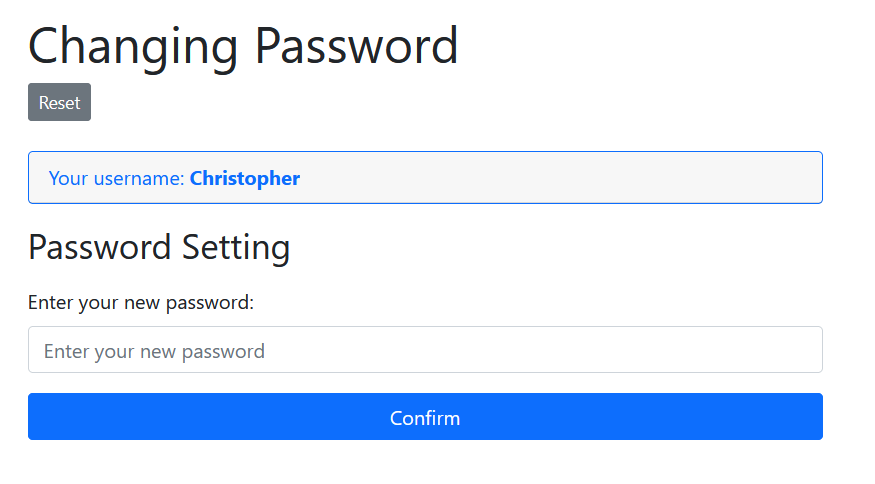 Changing Password
Reset
Your username: Christopher
Password Setting
Enter your new password:
Enter your new password
Confirm